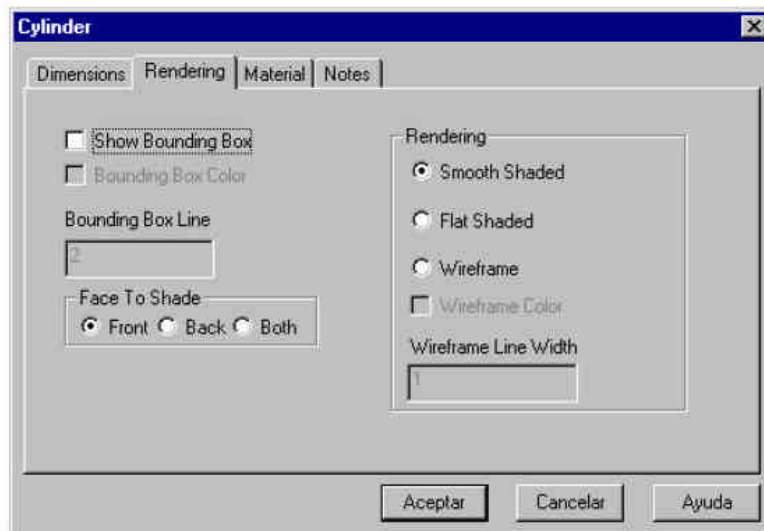 Cylinder
Dimensions Rendering Material Notes
Show Bounding Box
Bounding Box Color
Bounding Box Line
2
Face To Shade
Front Back Both
Rendering
Smooth Shaded
Flat Shaded
Wireframe
Wireframe Color
Wireframe Line Width
1
Aceptar Cancelar Ayuda